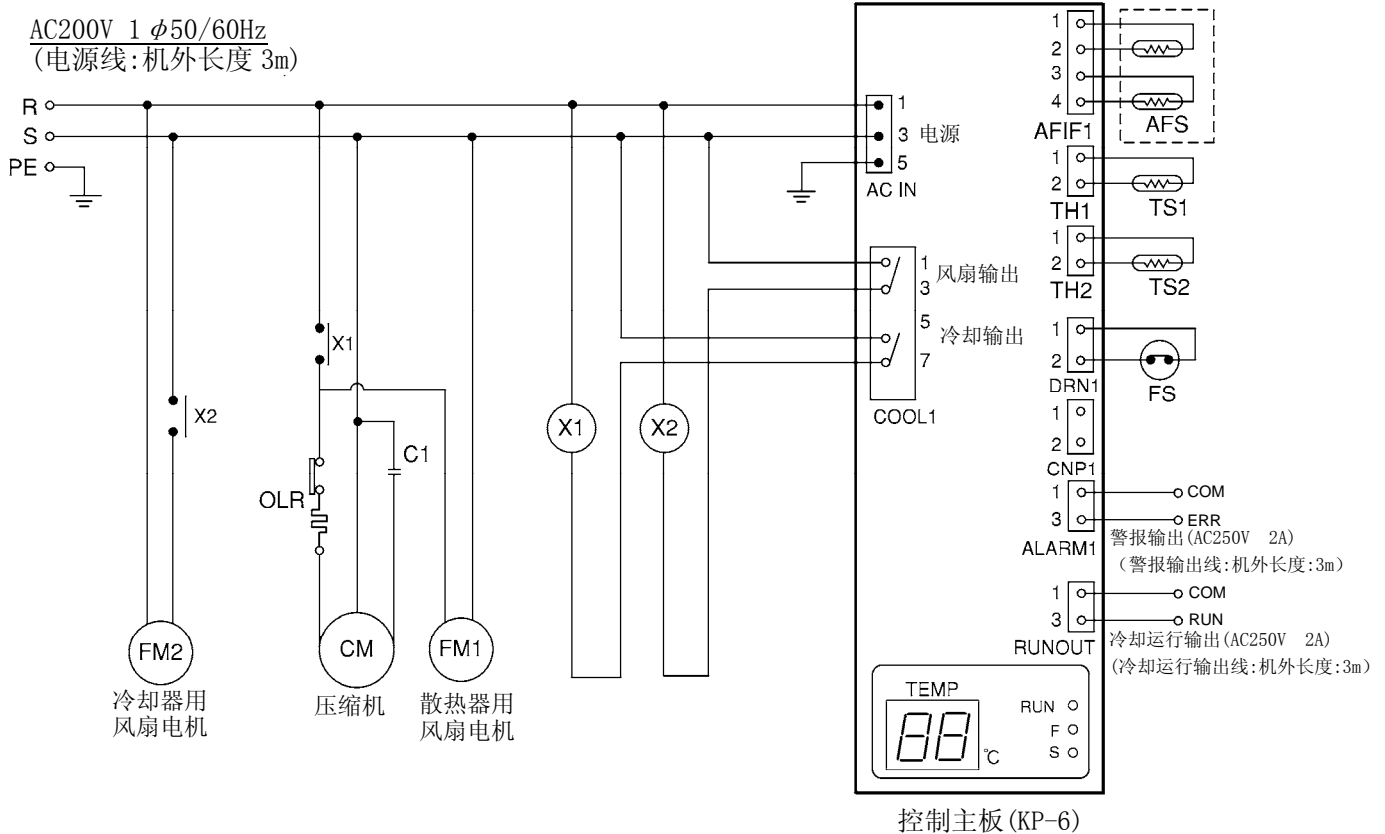 AC200V 1φ50/60Hz
(电源线:机外长度 3m)
R
S
PE
1
3 电源
5
AC IN
1
2
3
4
AFIF1
AFS
1
2
TH1
TS1
1
2
TH2
TS2
1
3
风扇输出
5
7
冷却输出
COOL1
1
2
DRN1
FS
1
2
CNP1
X1
X2
C1
OLR
X1
X2
1
3
ALARM1
COM
ERR
警报输出(AC250V 2A)
(警报输出线:机外长度:3m)
1
3
RUNOUT
COM
RUN
冷却运行输出(AC250V 2A)
(冷却运行输出线:机外长度:3m)
FM2
冷却器用
风扇电机
CM
压缩机
FM1
散热器用
风扇电机
TEMP
88
℃
RUN
F
S
控制主板(KP-6)